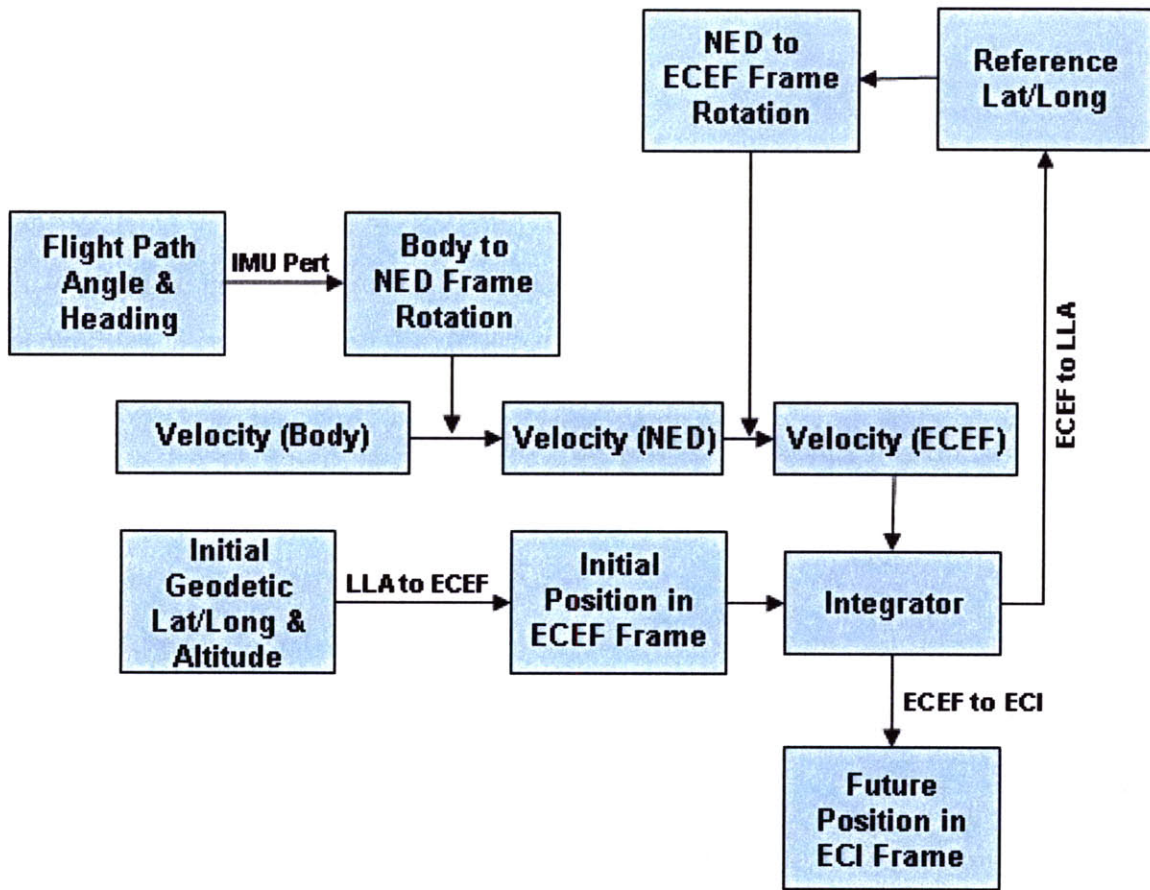 NED to
ECEF Frame
Rotation
Reference
Lat/Long
Flight Path
Angle &
Heading
IMU Pert
Body to
NED Frame
Rotation
ECEF to LLA
Velocity (Body)
Velocity (NED)
Velocity (ECEF)
Initial
Geodetic
Lat/Long &
Altitude
LLA to ECEF
Initial
Position in
ECEF Frame
Integrator
ECEF to ECI
Future
Position in
ECI Frame